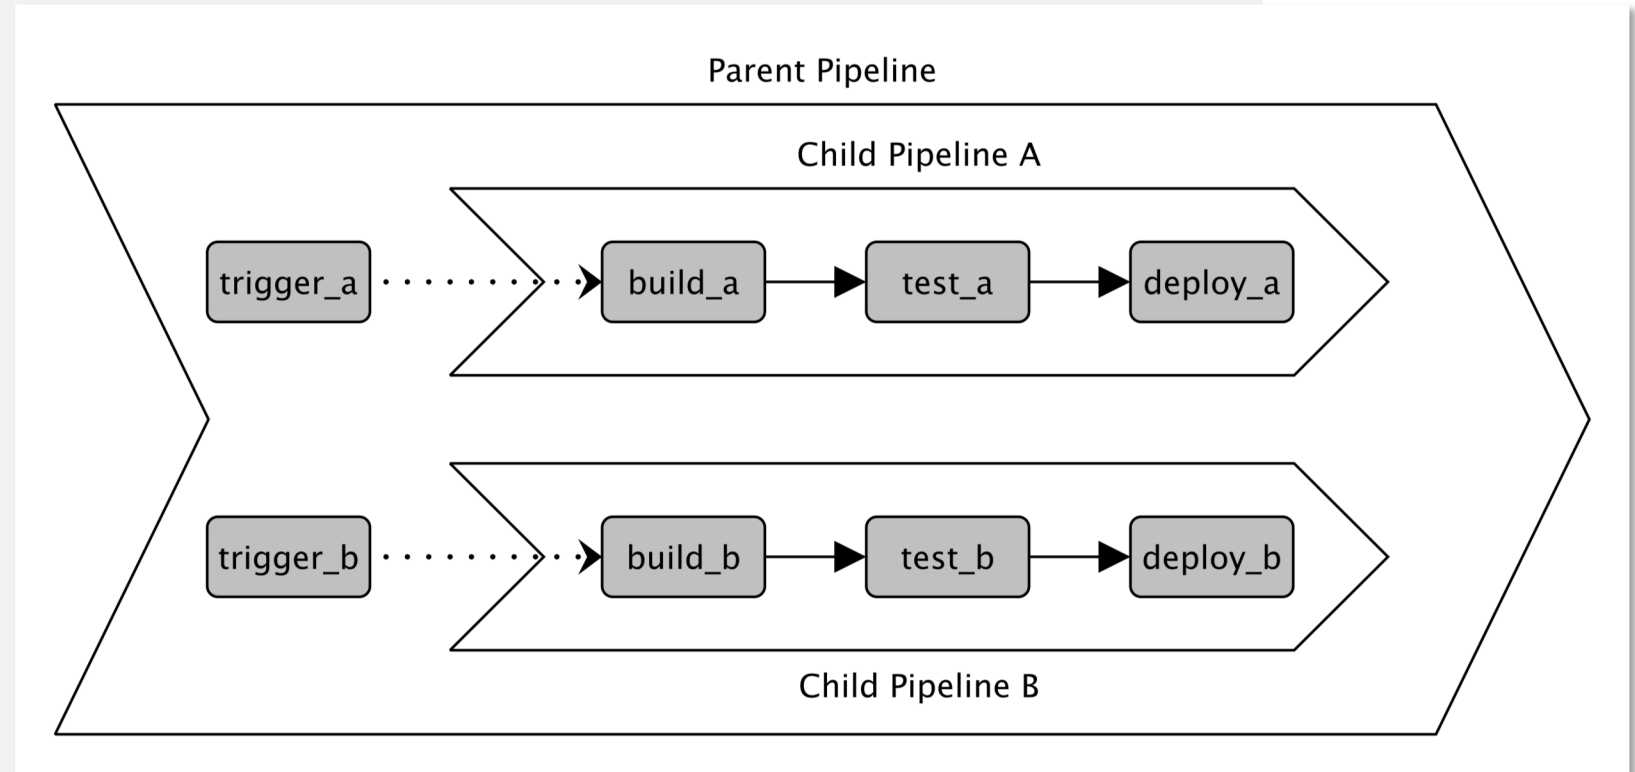 Parent Pipeline
Child Pipeline A
trigger_a build_a test_a deploy_a
trigger_b build_b test_b deploy_b
Child Pipeline B